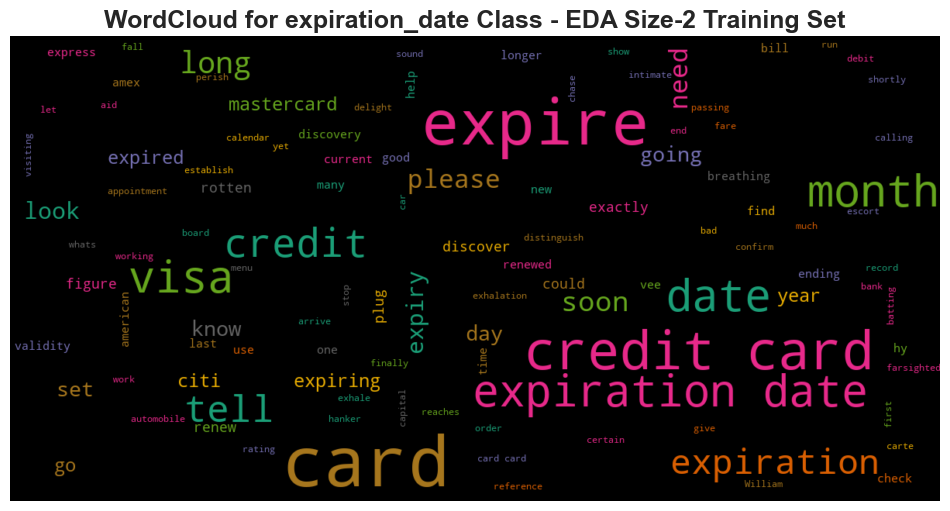 WordCloud for expiration_date Class - EDA Size-2 Training Set
express
fall
long
sound
longer
need
show
bill
run
debit
amex
perish
help
chase
intimate
shortly
let
aid
mastercard
delight
expire
end
passing
fare
calling
visiting
calendar
yet
discovery
expired
establish
current
good
going
appointment
rotten
many
please
car
new
breathing
month
look
exactly
find
escort
much
whats
board
credit
working
menu
discover
distinguish
bad
confirm
renewed
visa
figure
stop
plug
expiry
exhalation
could
vee
date
ending
record
bank
year
batting
american
soon
know
arrive
day
validity
last
use
one
time
finally
credit card
hy
farsighted
set
work
citi
expiring
exhale
capital
expiration date
automobile
tell
hanker
reaches
first
renew
order
give
certain
go
rating
card
card card
reference
expiration
carte
check
William